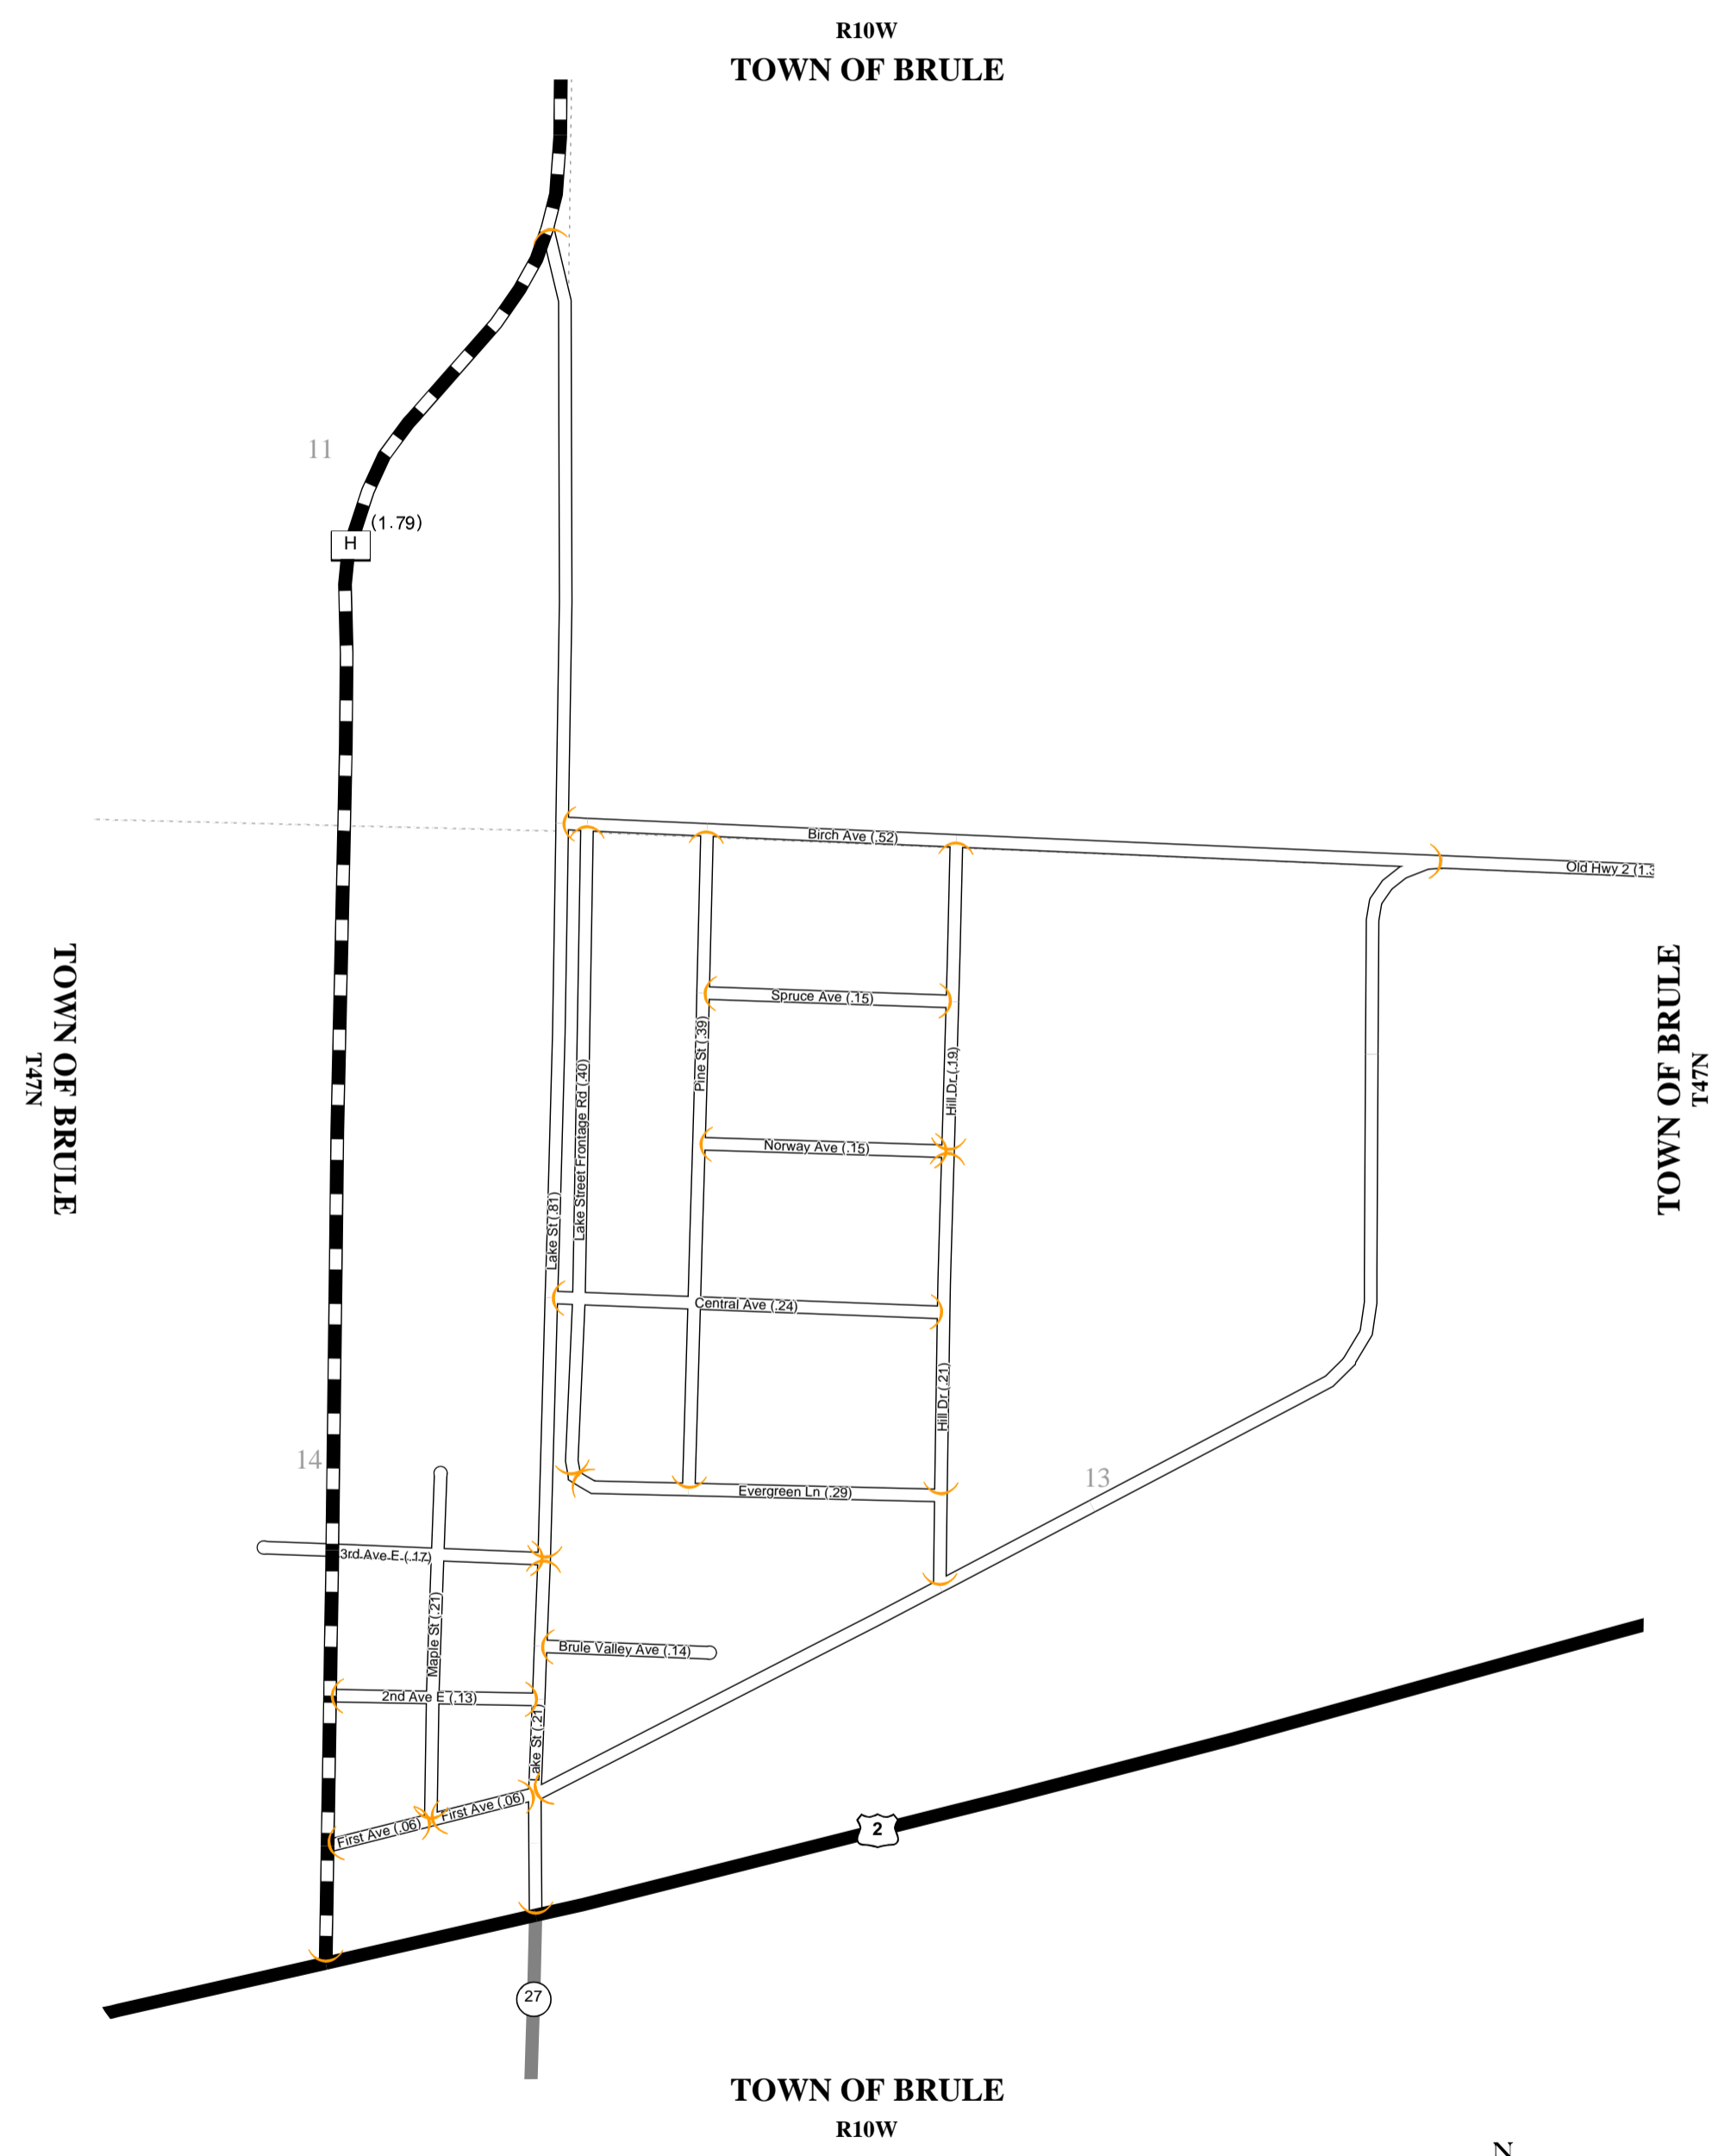 R10W
TOWN OF BRULE
11
(1.79)
H
Birch Ave (.52)
Old Hwy 2 (1.3
TOWN OF BRULE
T47N
TOWN OF BRULE
T47N
Spruce Ave (.15)
Pine St (.39)
Hill Dr (.19)
Lake Street Frontage Rd (.40)
Norway Ave (.15)
Lake St (.81)
Central Ave (.24)
Hill Dr (.21)
14
13
Evergreen Ln (.29)
3rd Ave E (.17)
Maple St (.21)
Brule Valley Ave (.14)
2nd Ave E (.13)
Lake St (.21)
First Ave (.06)
First Ave (.06)
2
27
TOWN OF BRULE
R10W
N